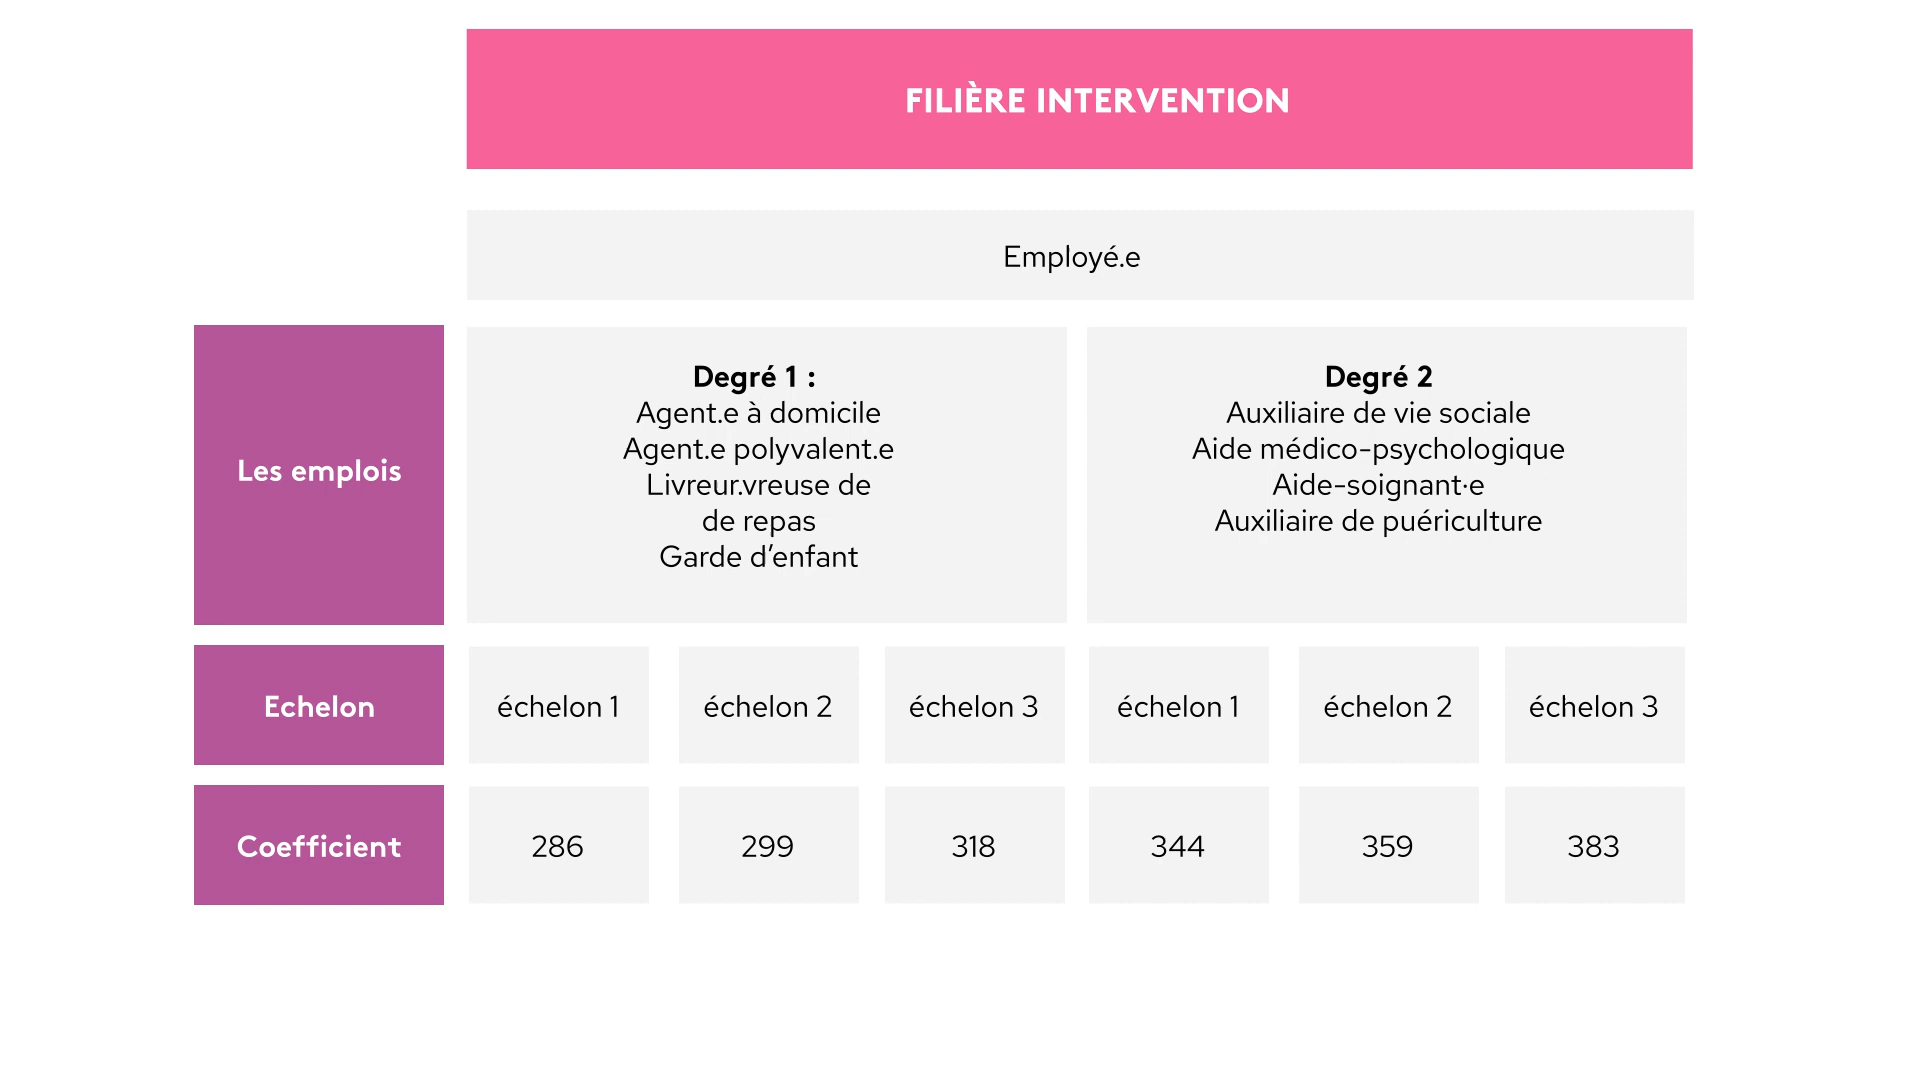 FILIÈRE INTERVENTION
Employé.e
Les emplois
Degré 1 :
Agent.e à domicile
Agent.e polyvalent.e
Livreur.vreuse de
de repas
Garde d’enfant
Degré 2
Auxiliaire de vie sociale
Aide médico-psychologique
Aide-soignant·e
Auxiliaire de puériculture
Echelon échelon 1 échelon 2 échelon 3 échelon 1 échelon 2 échelon 3
Coefficient 286 299 318 344 359 383